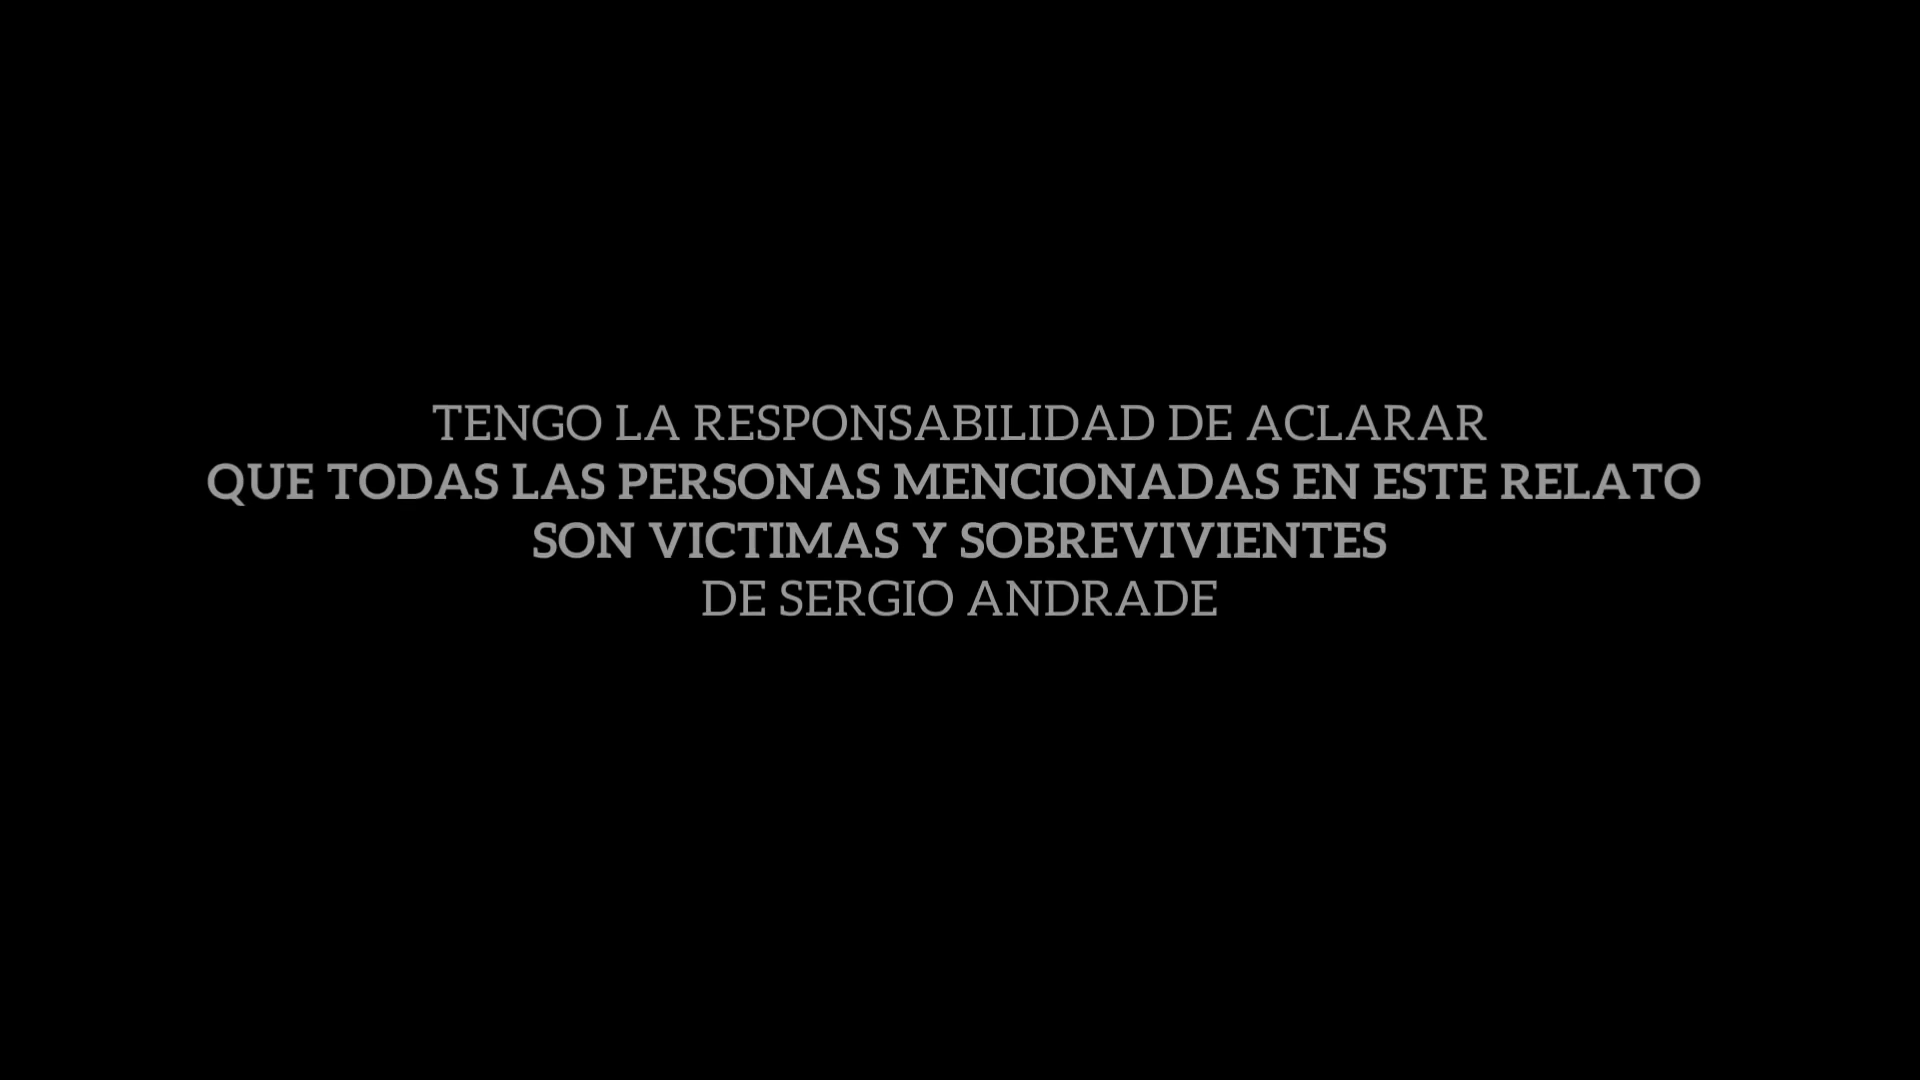 TENGO LA RESPONSABILIDAD DE ACLARAR
QUE TODAS LAS PERSONAS MENCIONADAS EN ESTE RELATO
SON VICTIMAS Y SOBREVIVIENTES
DE SERGIO ANDRADE